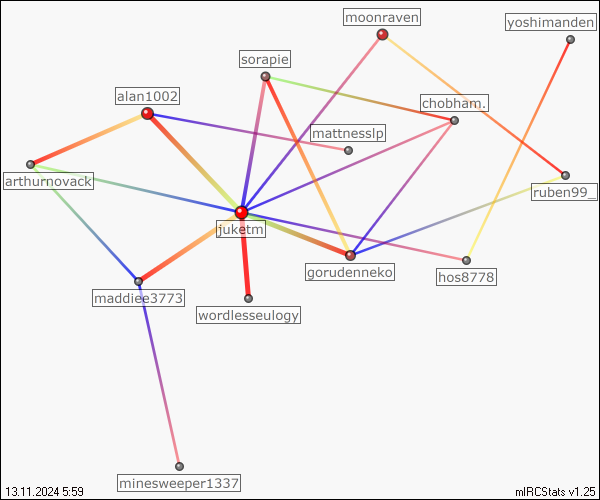 moonraven
yoshimanden
sorapie
alan1002
chobham.
mattnesslp
arthurnovack
ruben99_
jjuketm
gorudenneko
hos8778
maddiee3773
wordlesseulogy
minesweeper1337
13.11.2024 5:59
mIRCStats v1.25